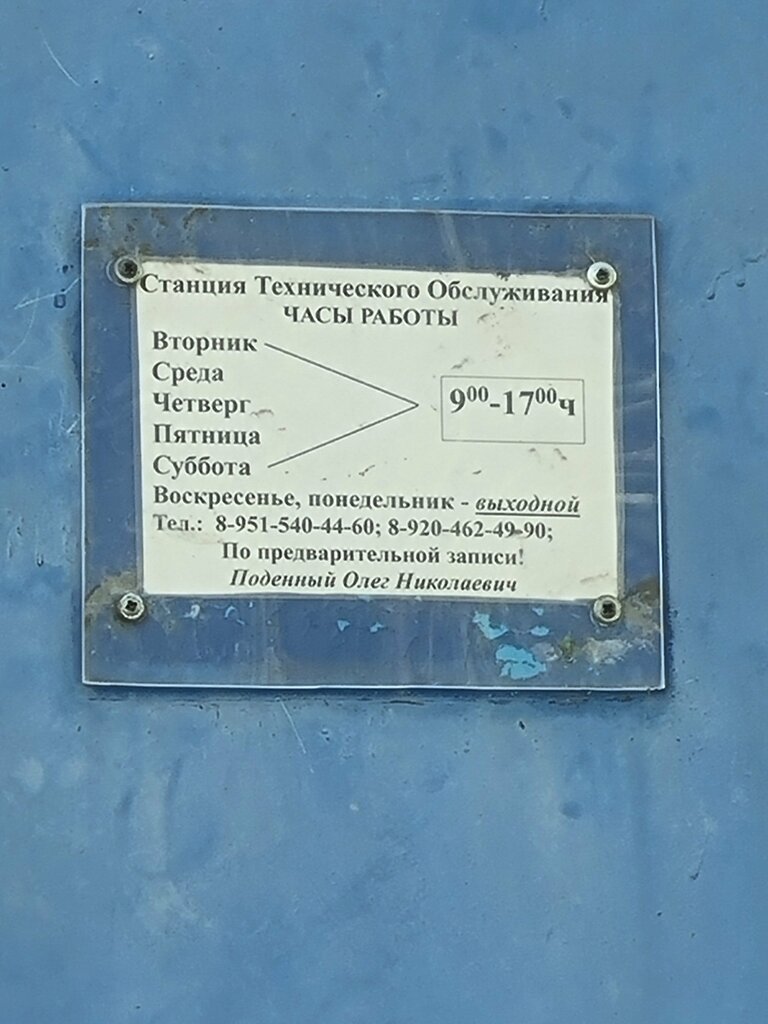 Станция Технического Обслуживания
ЧАСЫ РАБОТЫ
Вторник
Среда
Четверг
Пятница
Суббота
9⁰⁰-17⁰⁰ч
Воскресенье, понедельник - выходной
Тел.: 8-951-540-44-60; 8-920-462-49-90;
По предварительной записи!
Поденный Олег Николаевич